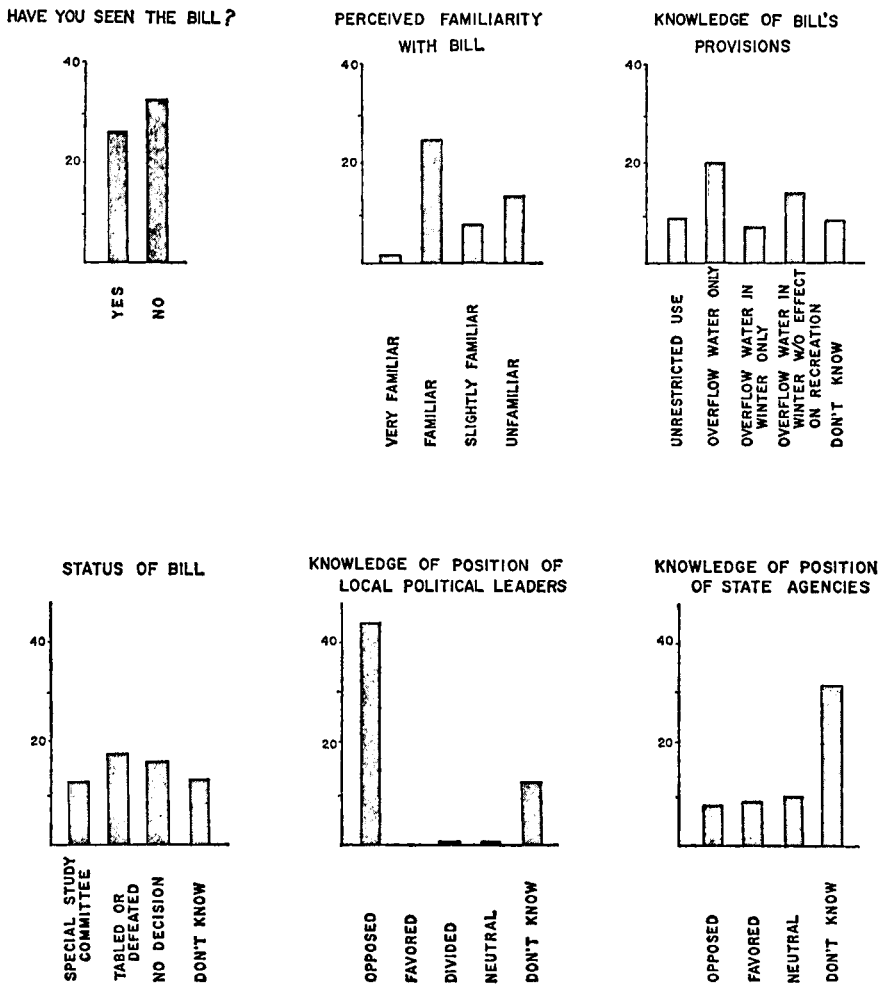 HAVE YOU SEEN THE BILL?
40
20
YES
NO
PERCEIVED FAMILIARITY
WITH BILL
40
20
VERY FAMILIAR
FAMILIAR
SLIGHTLY FAMILIAR
UNFAMILIAR
KNOWLEDGE OF BILL'S
PROVISIONS
40
20
UNRESTRICTED USE
OVERFLOW WATER ONLY
OVERFLOW WATER IN
WINTER ONLY
OVERFLOW WATER IN
WINTER W/O EFFECT
ON RECREATION
DON'T KNOW
STATUS OF BILL
40
20
SPECIAL STUDY
COMMITTEE
TABLED OR
DEFEATED
NO DECISION
DON'T KNOW
KNOWLEDGE OF POSITION OF
LOCAL POLITICAL LEADERS
40
20
OPPOSED
FAVORED
DIVIDED
NEUTRAL
DON'T KNOW
KNOWLEDGE OF POSITION
OF STATE AGENCIES
40
20
OPPOSED
FAVORED
NEUTRAL
DON'T KNOW